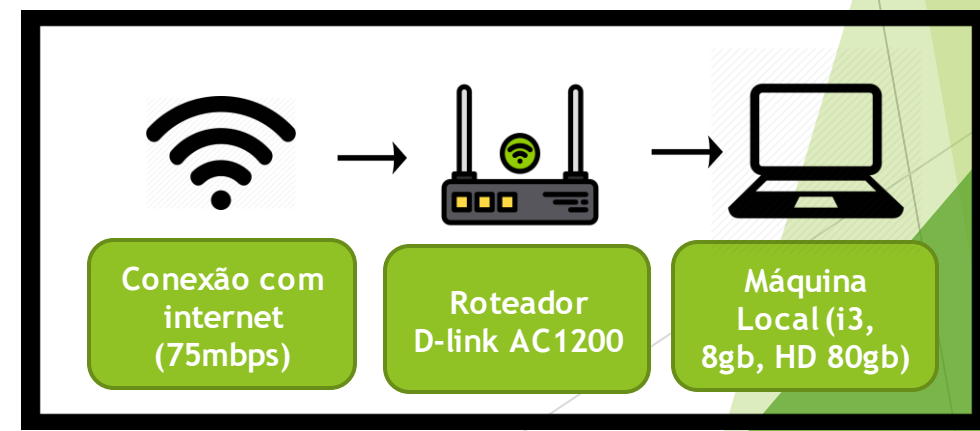 Conexão com
internet
(75mbps)
Roteador
D-link AC1200
Máquina
Local (i3,
8gb, HD 80gb)